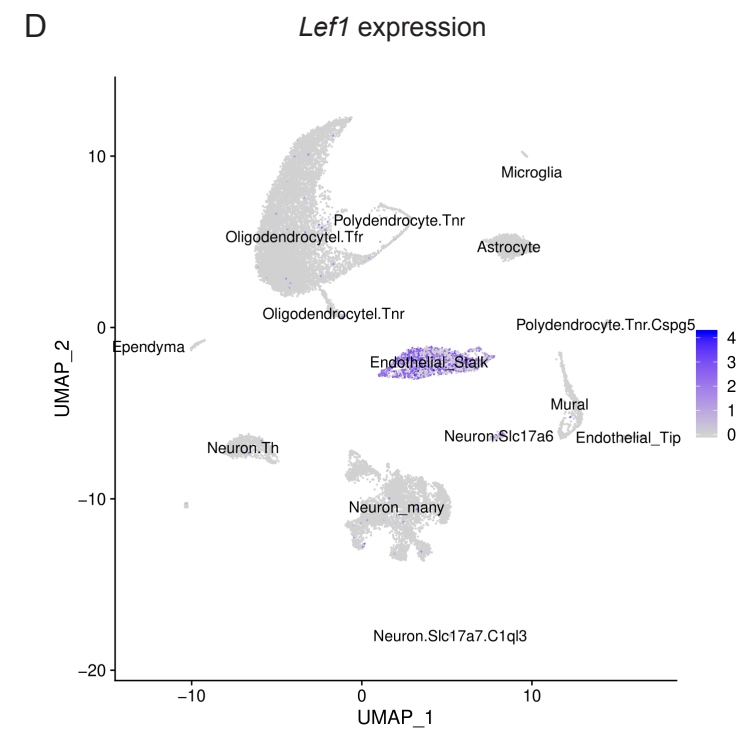 D
Lef1 expression
10
Microglia
Polydendrocyte.Tnr
Oligodendrocytel.Tfr
Astrocyte
Oligodendrocytel.Tnr
0
Polydendrocyte.Tnr.Cspg5
Ependyma
Endothelial_Stalk
4
3
2
1
0
UMAP_2
Mural
Neuron.Slc17a6
Endothelial_Tip
Neuron.Th
−10
Neuron_many
Neuron.Slc17a7.C1ql3
−20
−10
0
10
UMAP_1